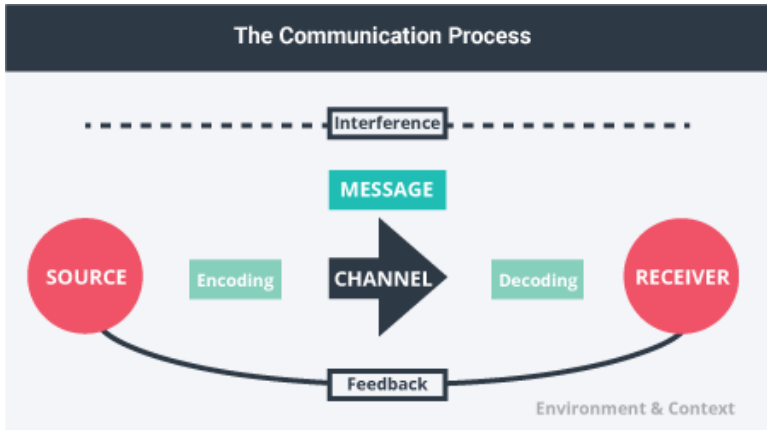 The Communication Process
Interference
MESSAGE
SOURCE
Encoding
CHANNEL
Decoding
RECEIVER
Feedback
Environment & Context